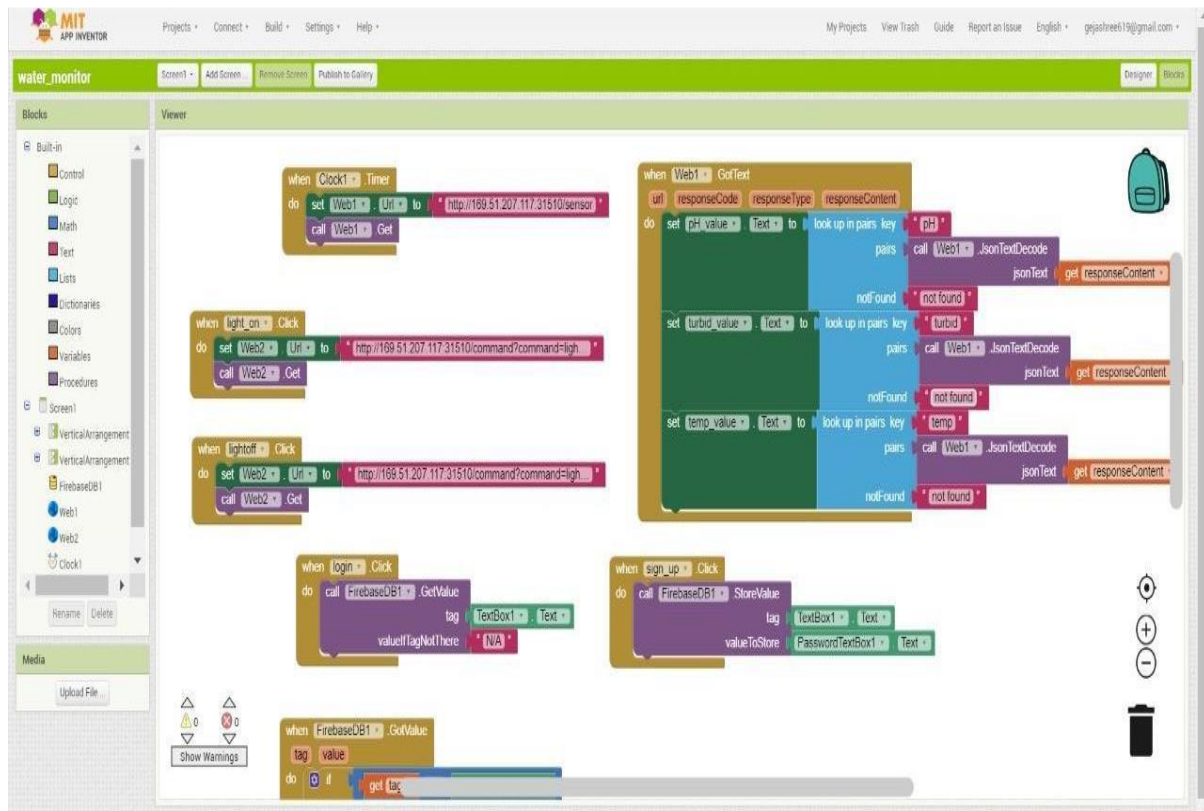 MIT
APP INVENTOR
Projects Connect Build Settings Help
My Projects View Trash Guide Report an Issue English gejashree619@gmail.com
water_monitor
Screen1 Add Screen ... Remove Screen Publish to Gallery
Designer Blocks
Blocks
Built-in
Control
Logic
Math
Text
Lists
Dictionaries
Colors
Variables
Procedures
Screen1
VerticalArrangement
VerticalArrangement
FirebaseDB1
Web1
Web2
Clock1
Rename Delete
Media
Upload File ...
Viewer
when Clock1 .Timer
do set Web1 . Url to " http://169.51.207.117:31510/sensor "
call Web1 .Get
when light_on .Click
do set Web2 . Url to " http://169.51.207.117:31510/command?command=ligh... "
call Web2 .Get
when lightoff .Click
do set Web2 . Url to " http://169.51.207.117:31510/command?command=ligh... "
call Web2 .Get
when Web1 .GotText
url responseCode responseType responseContent
do set pH_value . Text to look up in pairs key " pH "
pairs call Web1 .JsonTextDecode
jsonText get responseContent
notFound " not found "
set turbid_value . Text to look up in pairs key " turbid "
pairs call Web1 .JsonTextDecode
jsonText get responseContent
notFound " not found "
set temp_value . Text to look up in pairs key " temp "
pairs call Web1 .JsonTextDecode
jsonText get responseContent
notFound " not found "
when login .Click
do call FirebaseDB1 .GetValue
tag TextBox1 . Text
valueIfTagNotThere " N/A "
when sign_up .Click
do call FirebaseDB1 .StoreValue
tag TextBox1 . Text
valueToStore PasswordTextBox1 . Text
when FirebaseDB1 .GotValue
tag value
do if get
0 0
Show Warnings